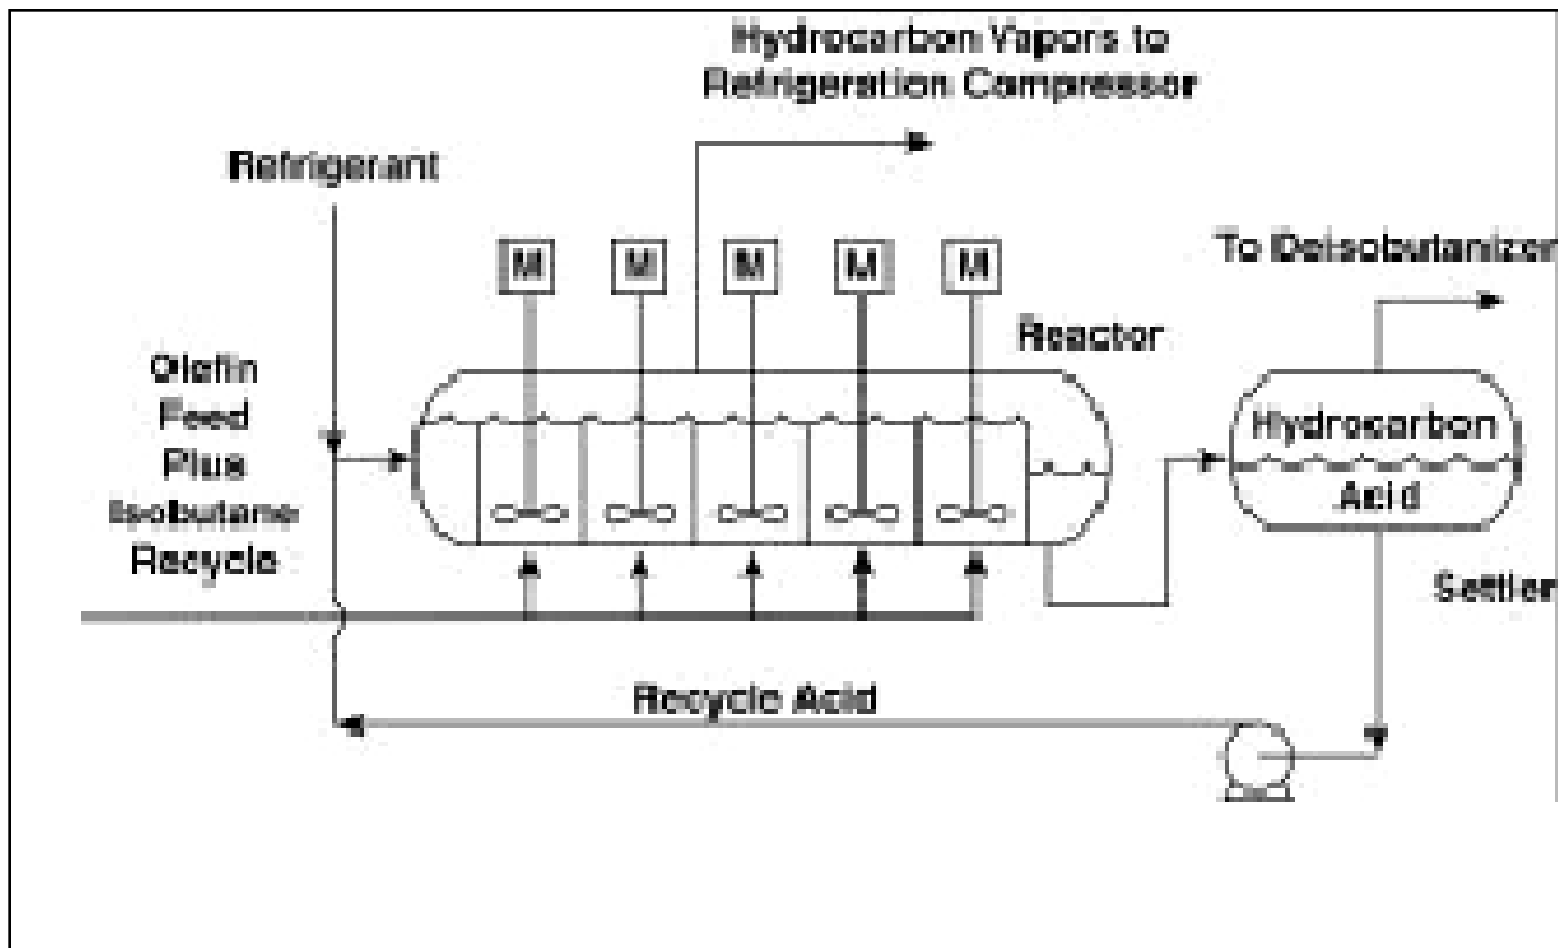 Hydrocarbon Vapors to
Refrigeration Compressor
Refrigerant
M
M
M
M
M
To Deisobutanizer
Reactor
Olefin
Feed
Plus
Isobutane
Recycle
Hydrocarbon
Acid
Settler
Recycle Acid